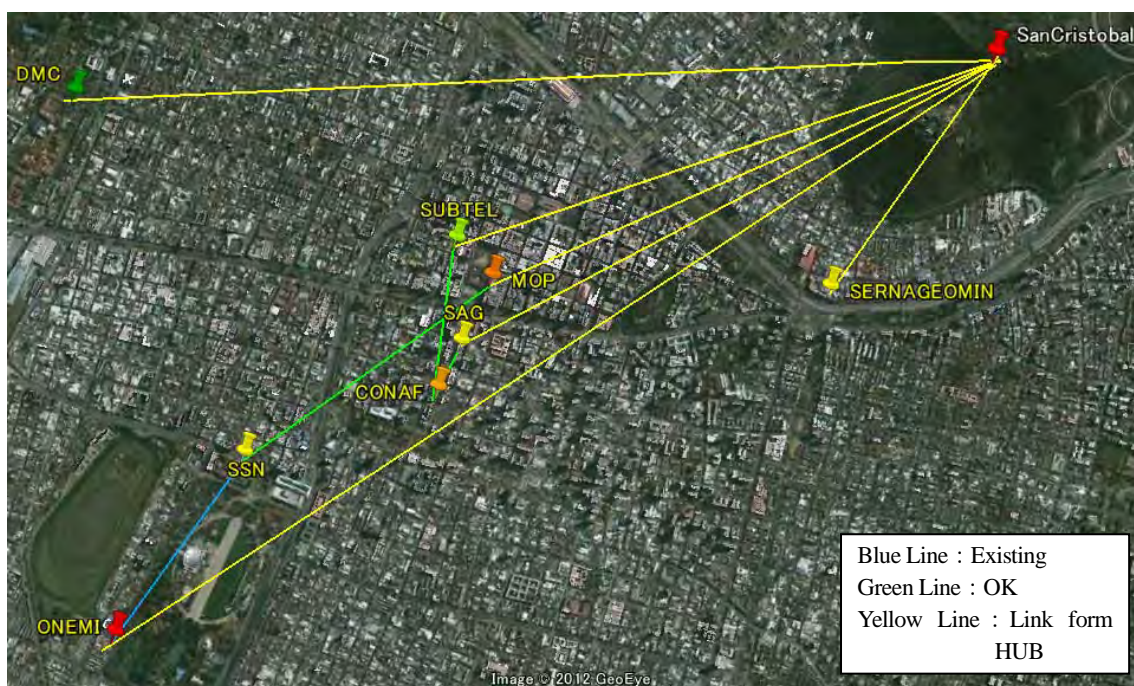 SanCristobal
DMC
SUBTEL
MOP
SERNAGEOMIN
SAG
CONAF
SSN
ONEMI
Blue Line : Existing
Green Line : OK
Yellow Line : Link form
HUB
Image © 2012 GeoEye